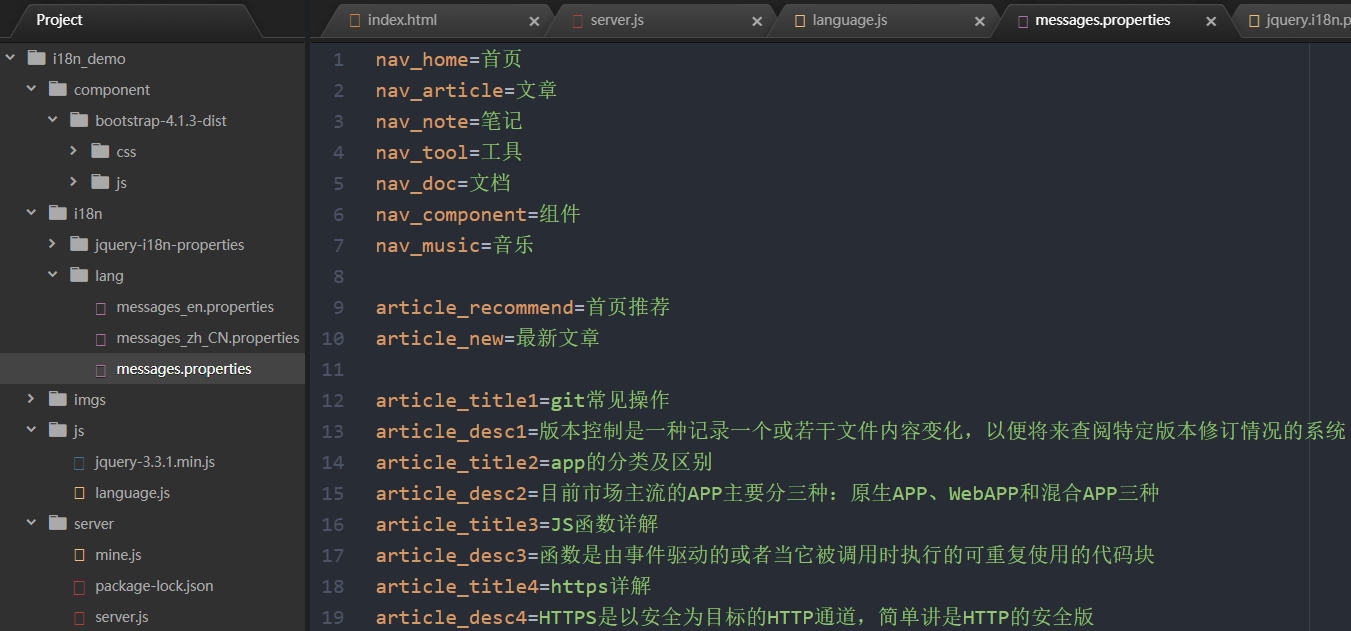 Project
i18n_demo
component
bootstrap-4.1.3-dist
css
js
i18n
jquery-i18n-properties
lang
messages_en.properties
messages_zh_CN.properties
messages.properties
imgs
js
jquery-3.3.1.min.js
language.js
server
mine.js
package-lock.json
server.js
index.html
server.js
language.js
messages.properties
jquery.i18n.p
1 nav_home=首页
2 nav_article=文章
3 nav_note=笔记
4 nav_tool=工具
5 nav_doc=文档
6 nav_component=组件
7 nav_music=音乐
8
9 article_recommend=首页推荐
10 article_new=最新文章
11
12 article_title1=git常见操作
13 article_desc1=版本控制是一种记录一个或若干文件内容变化，以便将来查阅特定版本修订情况的系统
14 article_title2=app的分类及区别
15 article_desc2=目前市场主流的APP主要分三种：原生APP、WebAPP和混合APP三种
16 article_title3=JS函数详解
17 article_desc3=函数是由事件驱动的或者当它被调用时执行的可重复使用的代码块
18 article_title4=https详解
19 article_desc4=HTTPS是以安全为目标的HTTP通道，简单讲是HTTP的安全版